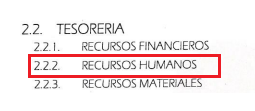 2.2. TESORERIA
2.2.1. RECURSOS FINANCIEROS
2.2.2. RECURSOS HUMANOS
2.2.3. RECURSOS MATERIALES